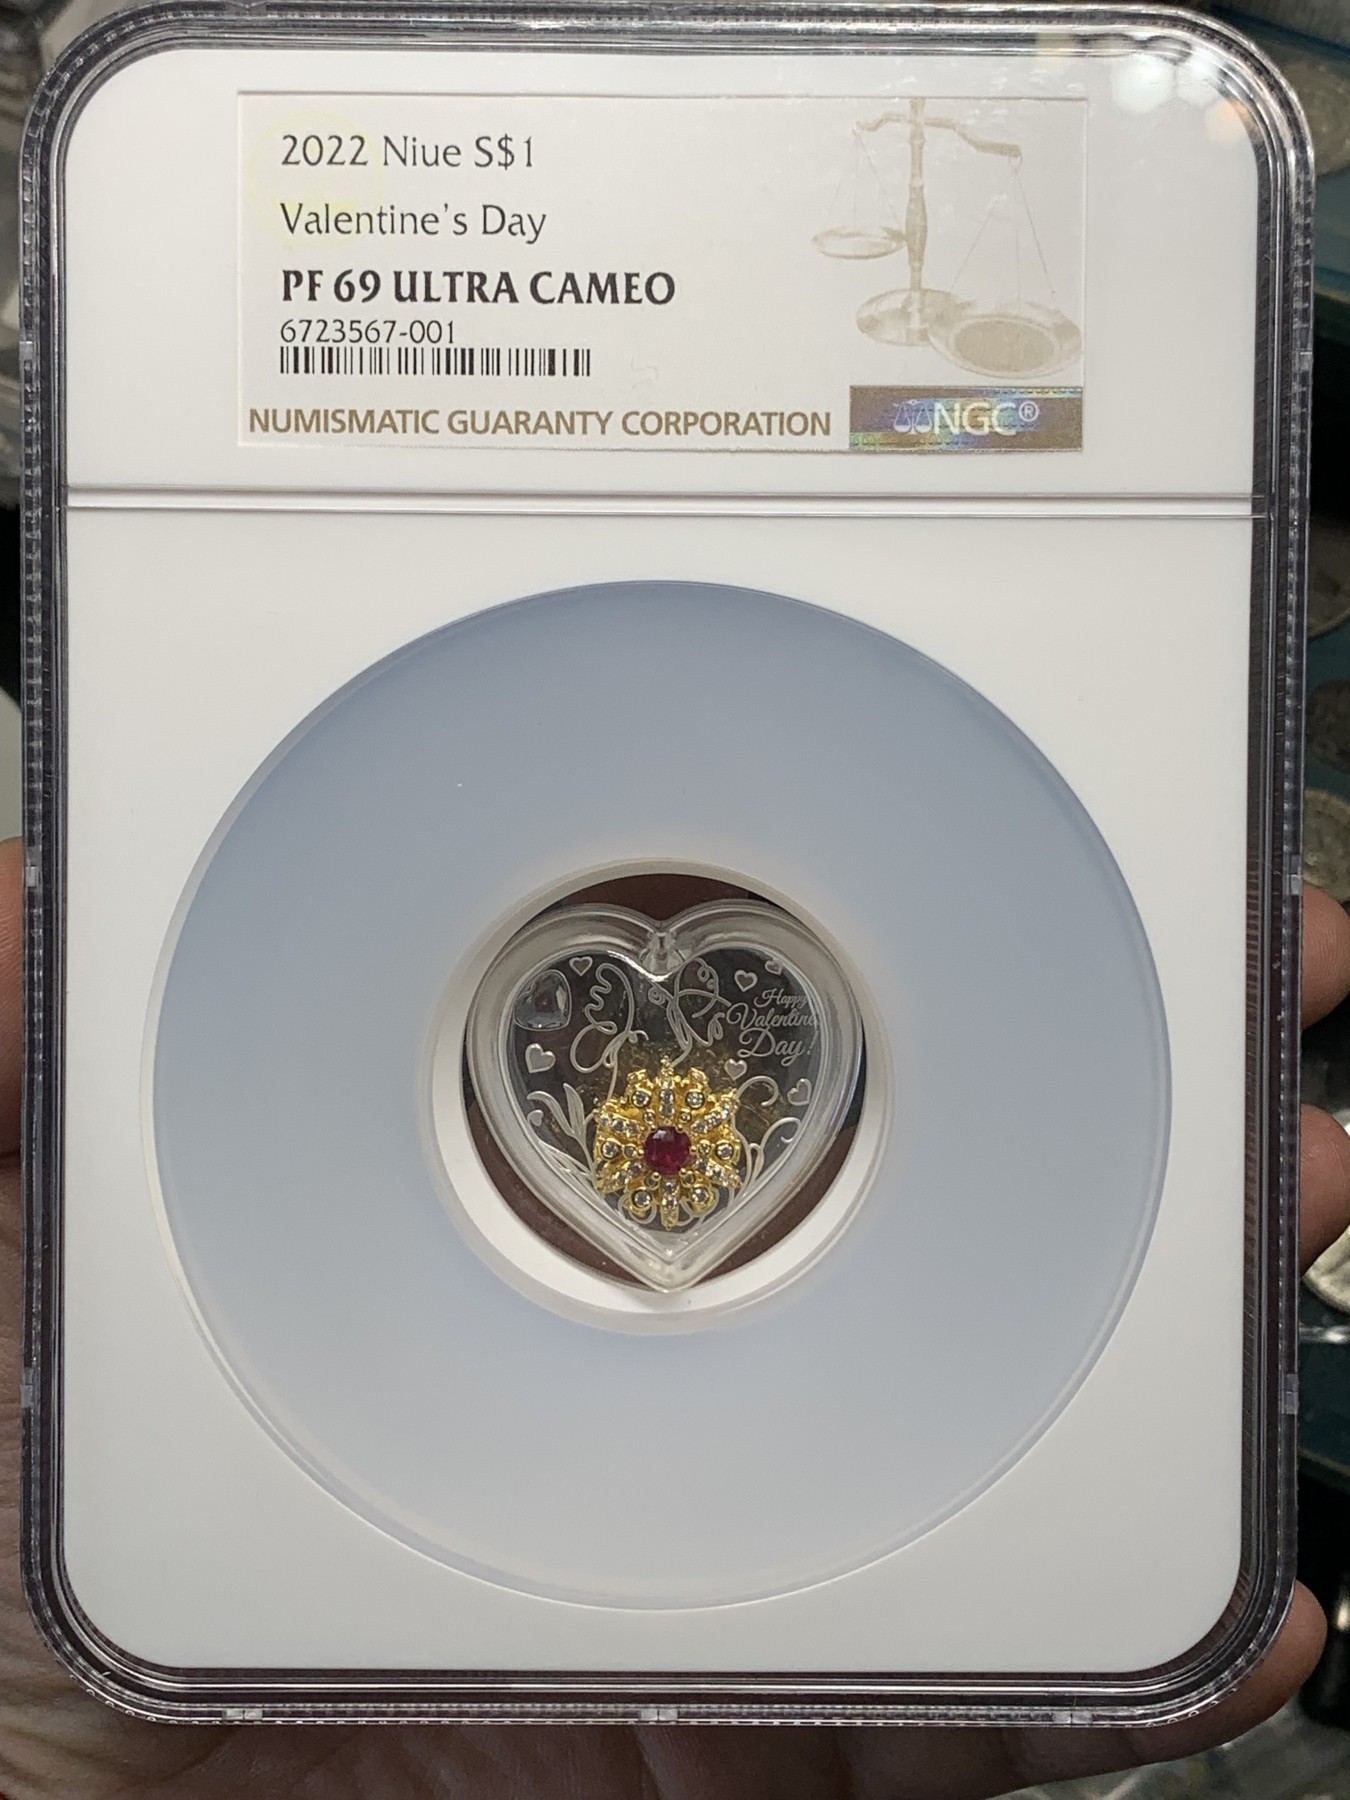 2022 Niue S$1
Valentine's Day
PF 69 ULTRA CAMEO
6723567-001
NUMISMATIC GUARANTY CORPORATION
NGC®
Happy
Valentine
Day!